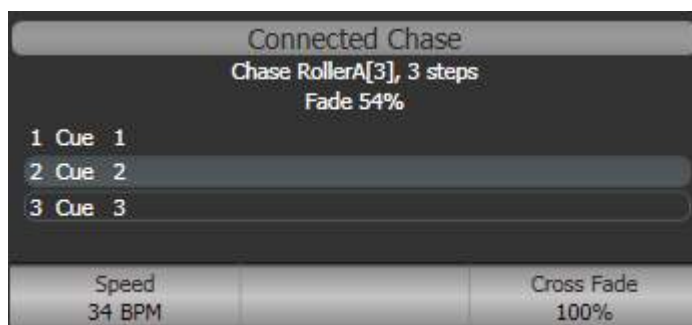 Connected Chase
Chase RollerA[3], 3 steps
Fade 54%
1 Cue 1
2 Cue 2
3 Cue 3
Speed
34 BPM
Cross Fade
100%